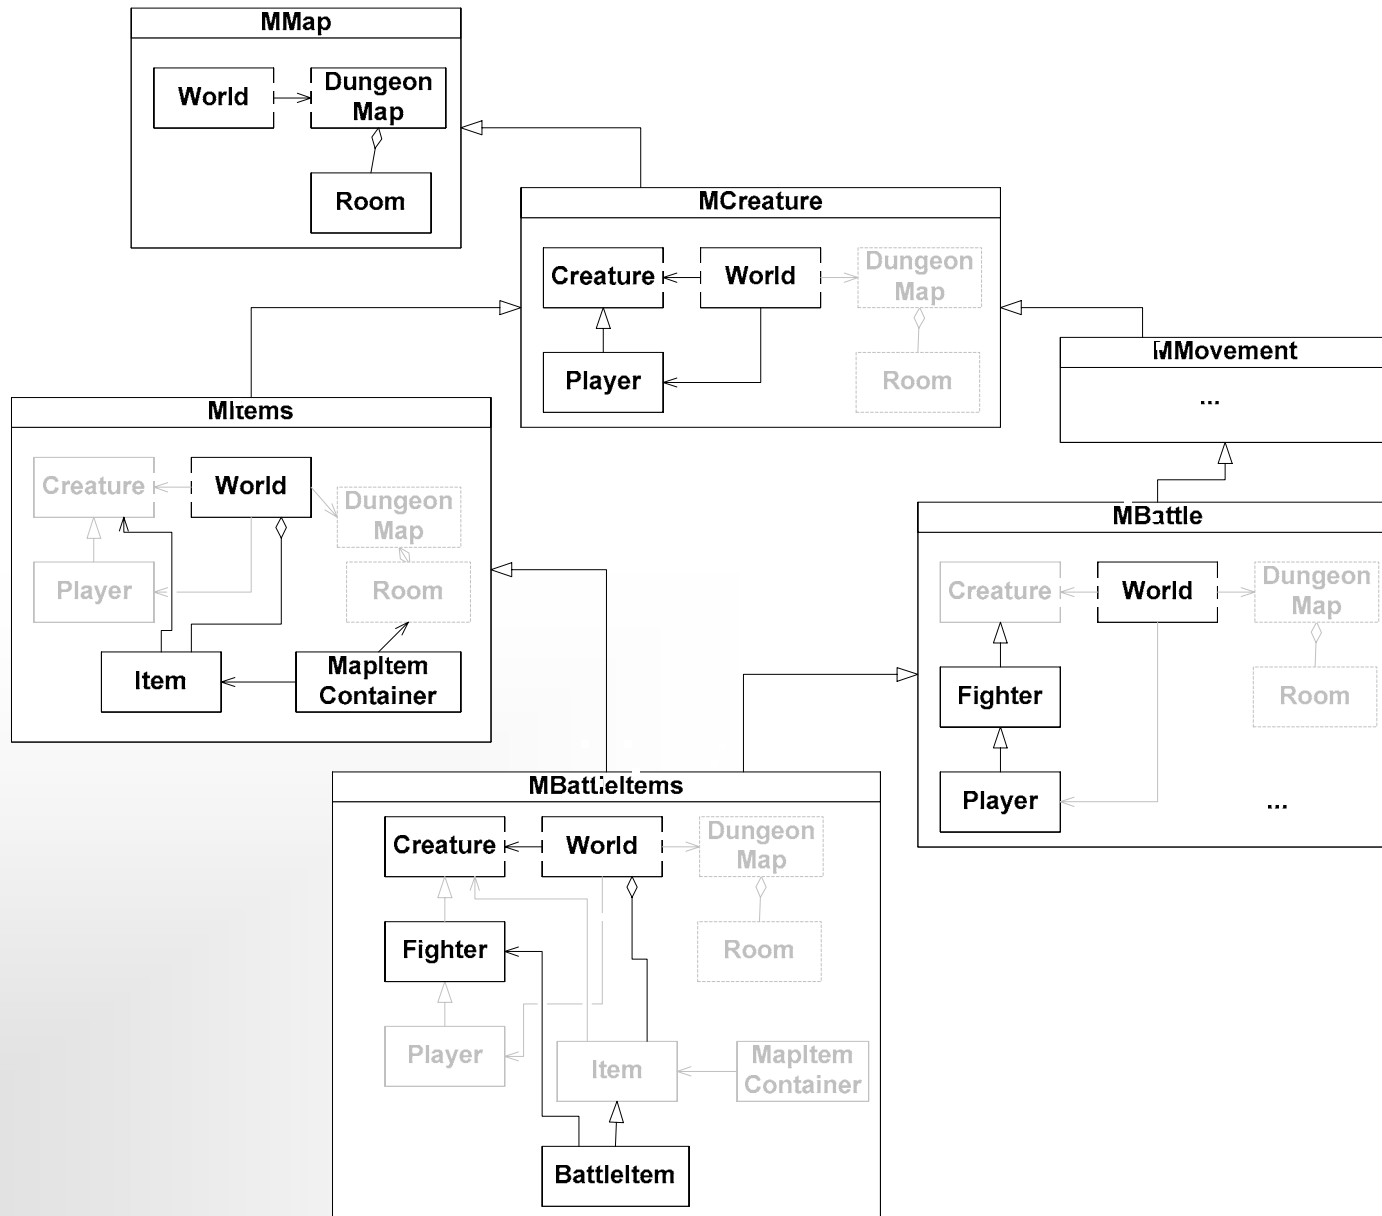 MMap
World
Dungeon
Map
Room
MCreature
Creature
World
Dungeon
Map
Player
Room
MMovement
...
MItems
Creature
World
Dungeon
Map
Player
Room
Item
MapItem
Container
MBattle
Creature
World
Dungeon
Map
Fighter
Room
Player
...
MBattleItems
Creature
World
Dungeon
Map
Fighter
Room
Player
Item
MapItem
Container
BattleItem